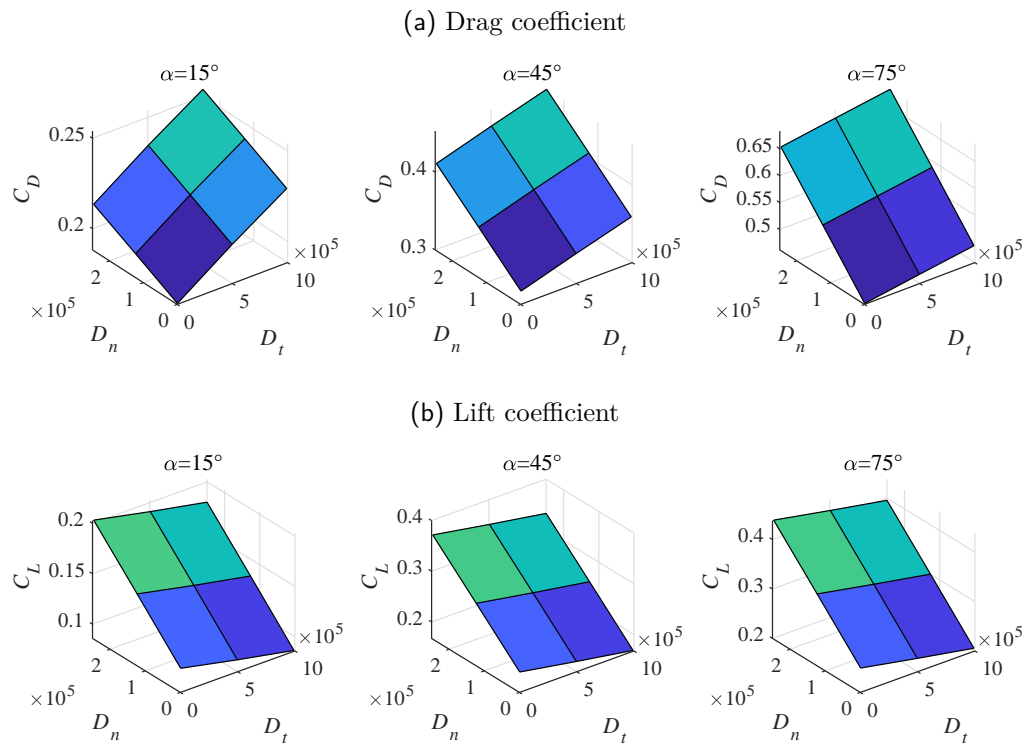 (a) Drag coefficient
α=15°
α=45°
α=75°
0.25
0.2
C_D
2
1
0
×10^5
D_n
0
5
10
×10^5
D_t
0.4
0.3
C_D
2
1
0
×10^5
D_n
0
5
10
×10^5
D_t
0.65
0.6
0.55
0.5
C_D
2
1
0
×10^5
D_n
0
5
10
×10^5
D_t
(b) Lift coefficient
α=15°
α=45°
α=75°
0.2
0.15
0.1
C_L
2
1
0
×10^5
D_n
0
5
10
×10^5
D_t
0.4
0.3
0.2
C_L
2
1
0
×10^5
D_n
0
5
10
×10^5
D_t
0.4
0.3
0.2
C_L
2
1
0
×10^5
D_n
0
5
10
×10^5
D_t